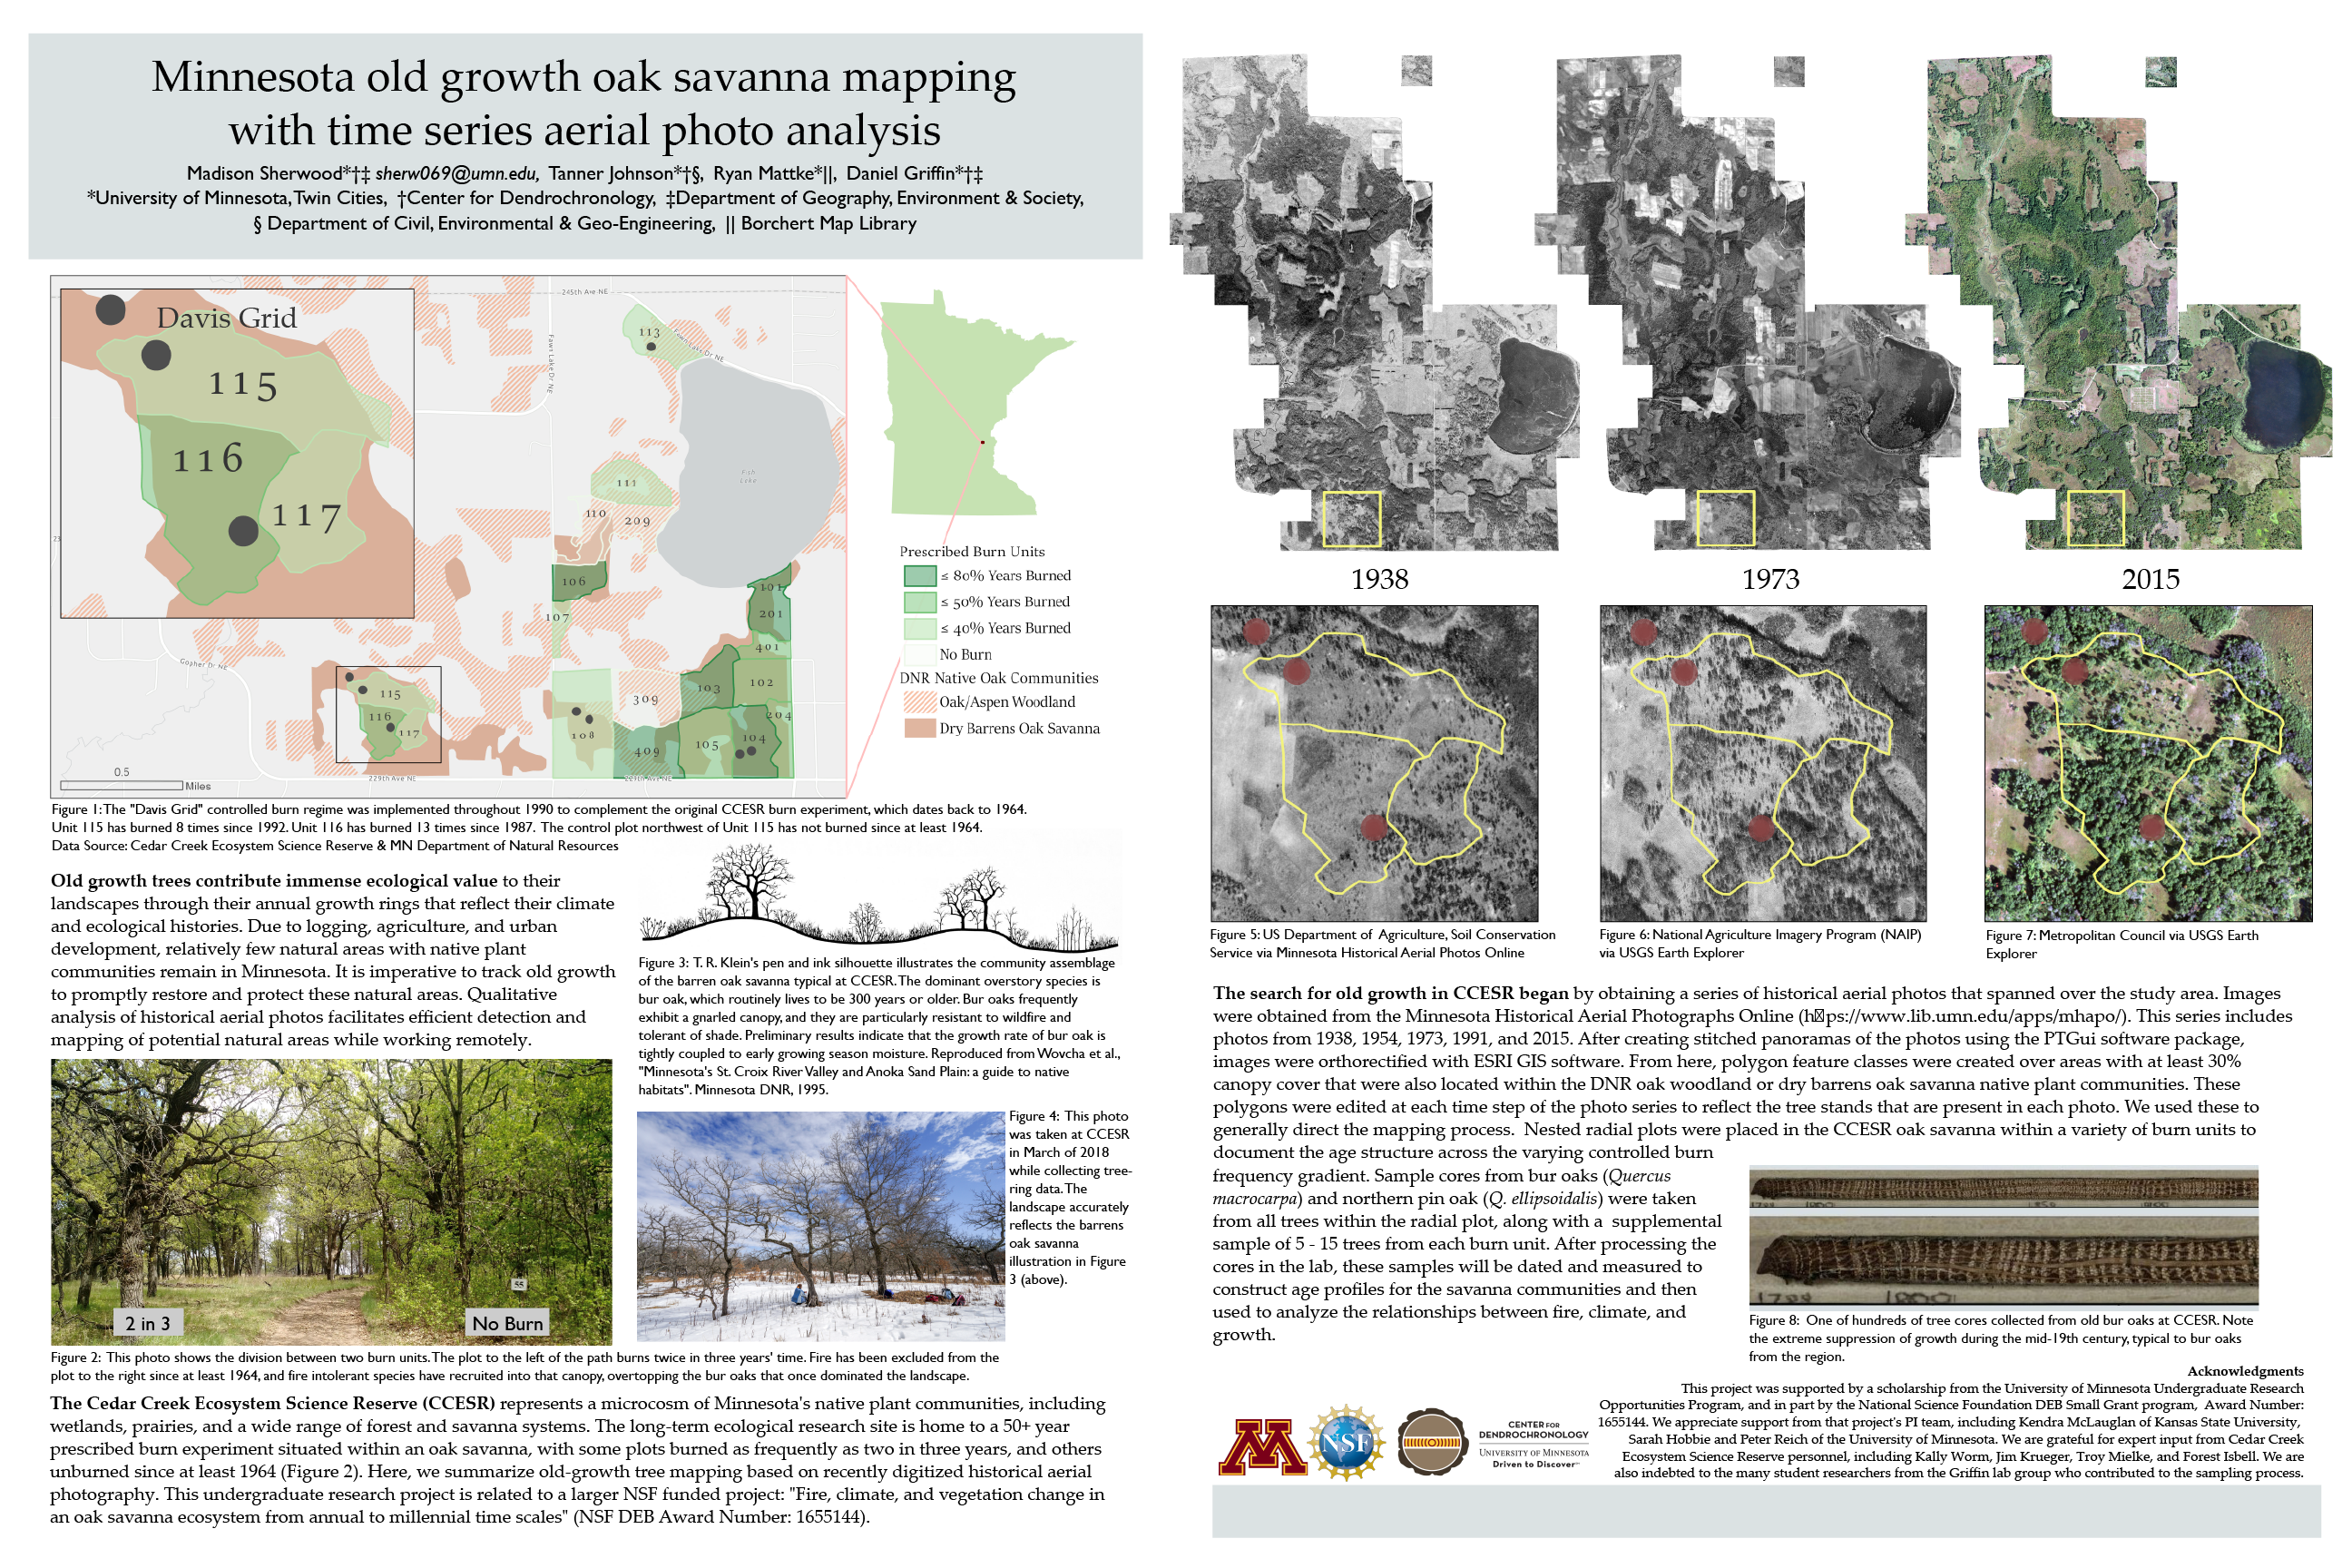 Minnesota old growth oak savanna mapping
with time series aerial photo analysis
Madison Sherwood*†‡ sherw069@umn.edu, Tanner Johnson*†§, Ryan Mattke*||, Daniel Griffin*†‡
*University of Minnesota, Twin Cities, †Center for Dendrochronology, ‡Department of Geography, Environment & Society,
§ Department of Civil, Environmental & Geo-Engineering, || Borchert Map Library
Davis Grid
115
116
117
245th Ave NE
Fawn Lake Dr NE
Fawn Lake Dr NE
113
Fish
Lake
111
110
209
23
106
101
201
107
401
Gopher Dr NE
103
102
309
204
115
116
117
108
409
105
104
0.5
Miles
229th Ave NE
221th Ave NE
Prescribed Burn Units
≤ 80% Years Burned
≤ 50% Years Burned
≤ 40% Years Burned
No Burn
DNR Native Oak Communities
Oak/Aspen Woodland
Dry Barrens Oak Savanna
Figure 1: The "Davis Grid" controlled burn regime was implemented throughout 1990 to complement the original CCESR burn experiment, which dates back to 1964.
Unit 115 has burned 8 times since 1992. Unit 116 has burned 13 times since 1987. The control plot northwest of Unit 115 has not burned since at least 1964.
Data Source: Cedar Creek Ecosystem Science Reserve & MN Department of Natural Resources
Old growth trees contribute immense ecological value to their
landscapes through their annual growth rings that reflect their climate
and ecological histories. Due to logging, agriculture, and urban
development, relatively few natural areas with native plant
communities remain in Minnesota. It is imperative to track old growth
to promptly restore and protect these natural areas. Qualitative
analysis of historical aerial photos facilitates efficient detection and
mapping of potential natural areas while working remotely.
Figure 3: T. R. Klein's pen and ink silhouette illustrates the community assemblage
of the barren oak savanna typical at CCESR. The dominant overstory species is
bur oak, which routinely lives to be 300 years or older. Bur oaks frequently
exhibit a gnarled canopy, and they are particularly resistant to wildfire and
tolerant of shade. Preliminary results indicate that the growth rate of bur oak is
tightly coupled to early growing season moisture. Reproduced from Wovcha et al.,
"Minnesota's St. Croix River Valley and Anoka Sand Plain: a guide to native
habitats". Minnesota DNR, 1995.
55
2 in 3
No Burn
Figure 4: This photo
was taken at CCESR
in March of 2018
while collecting tree-
ring data. The
landscape accurately
reflects the barrens
oak savanna
illustration in Figure
3 (above).
Figure 2: This photo shows the division between two burn units. The plot to the left of the path burns twice in three years' time. Fire has been excluded from the
plot to the right since at least 1964, and fire intolerant species have recruited into that canopy, overtopping the bur oaks that once dominated the landscape.
The Cedar Creek Ecosystem Science Reserve (CCESR) represents a microcosm of Minnesota's native plant communities, including
wetlands, prairies, and a wide range of forest and savanna systems. The long-term ecological research site is home to a 50+ year
prescribed burn experiment situated within an oak savanna, with some plots burned as frequently as two in three years, and others
unburned since at least 1964 (Figure 2). Here, we summarize old-growth tree mapping based on recently digitized historical aerial
photography. This undergraduate research project is related to a larger NSF funded project: "Fire, climate, and vegetation change in
an oak savanna ecosystem from annual to millennial time scales" (NSF DEB Award Number: 1655144).
1938
1973
2015
Figure 5: US Department of Agriculture, Soil Conservation
Service via Minnesota Historical Aerial Photos Online
Figure 6: National Agriculture Imagery Program (NAIP)
via USGS Earth Explorer
Figure 7: Metropolitan Council via USGS Earth
Explorer
The search for old growth in CCESR began by obtaining a series of historical aerial photos that spanned over the study area. Images
were obtained from the Minnesota Historical Aerial Photographs Online (h�ps://www.lib.umn.edu/apps/mhapo/). This series includes
photos from 1938, 1954, 1973, 1991, and 2015. After creating stitched panoramas of the photos using the PTGui software package,
images were orthorectified with ESRI GIS software. From here, polygon feature classes were created over areas with at least 30%
canopy cover that were also located within the DNR oak woodland or dry barrens oak savanna native plant communities. These
polygons were edited at each time step of the photo series to reflect the tree stands that are present in each photo. We used these to
generally direct the mapping process. Nested radial plots were placed in the CCESR oak savanna within a variety of burn units to
document the age structure across the varying controlled burn
frequency gradient. Sample cores from bur oaks (Quercus
macrocarpa) and northern pin oak (Q. ellipsoidalis) were taken
from all trees within the radial plot, along with a supplemental
sample of 5 - 15 trees from each burn unit. After processing the
cores in the lab, these samples will be dated and measured to
construct age profiles for the savanna communities and then
used to analyze the relationships between fire, climate, and
growth.
1800
Figure 8: One of hundreds of tree cores collected from old bur oaks at CCESR. Note
the extreme suppression of growth during the mid-19th century, typical to bur oaks
from the region.
Acknowledgments
This project was supported by a scholarship from the University of Minnesota Undergraduate Research
Opportunities Program, and in part by the National Science Foundation DEB Small Grant program, Award Number:
1655144. We appreciate support from that project's PI team, including Kendra McLauglan of Kansas State University,
Sarah Hobbie and Peter Reich of the University of Minnesota. We are grateful for expert input from Cedar Creek
Ecosystem Science Reserve personnel, including Kally Worm, Jim Krueger, Troy Mielke, and Forest Isbell. We are
also indebted to the many student researchers from the Griffin lab group who contributed to the sampling process.
M
NSF
CENTER FOR
DENDROCHRONOLOGY
UNIVERSITY OF MINNESOTA
Driven to Discover